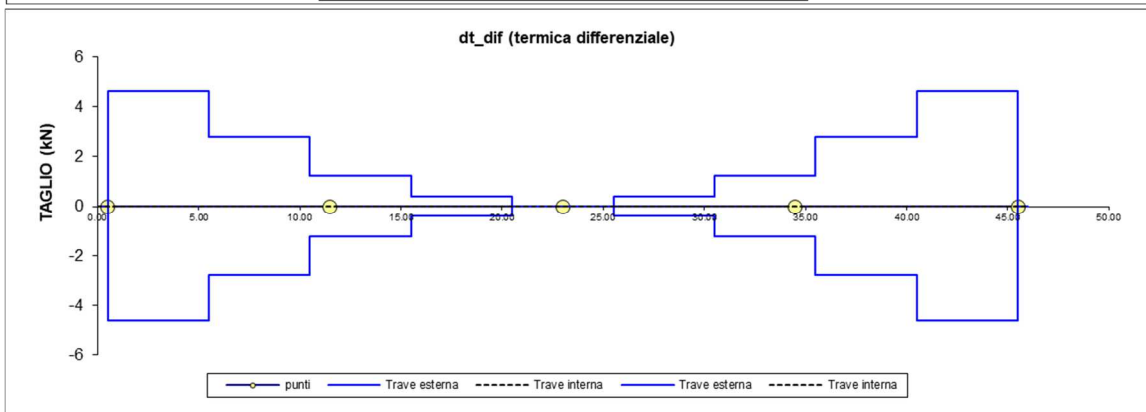 dt_dif (termica differenziale)
TAGLIO (kN)
6
4
2
0
-2
-4
-6
0.00 5.00 10.00 15.00 20.00 25.00 30.00 35.00 40.00 45.00 50.00
punti Trave esterna Trave interna Trave esterna Trave interna